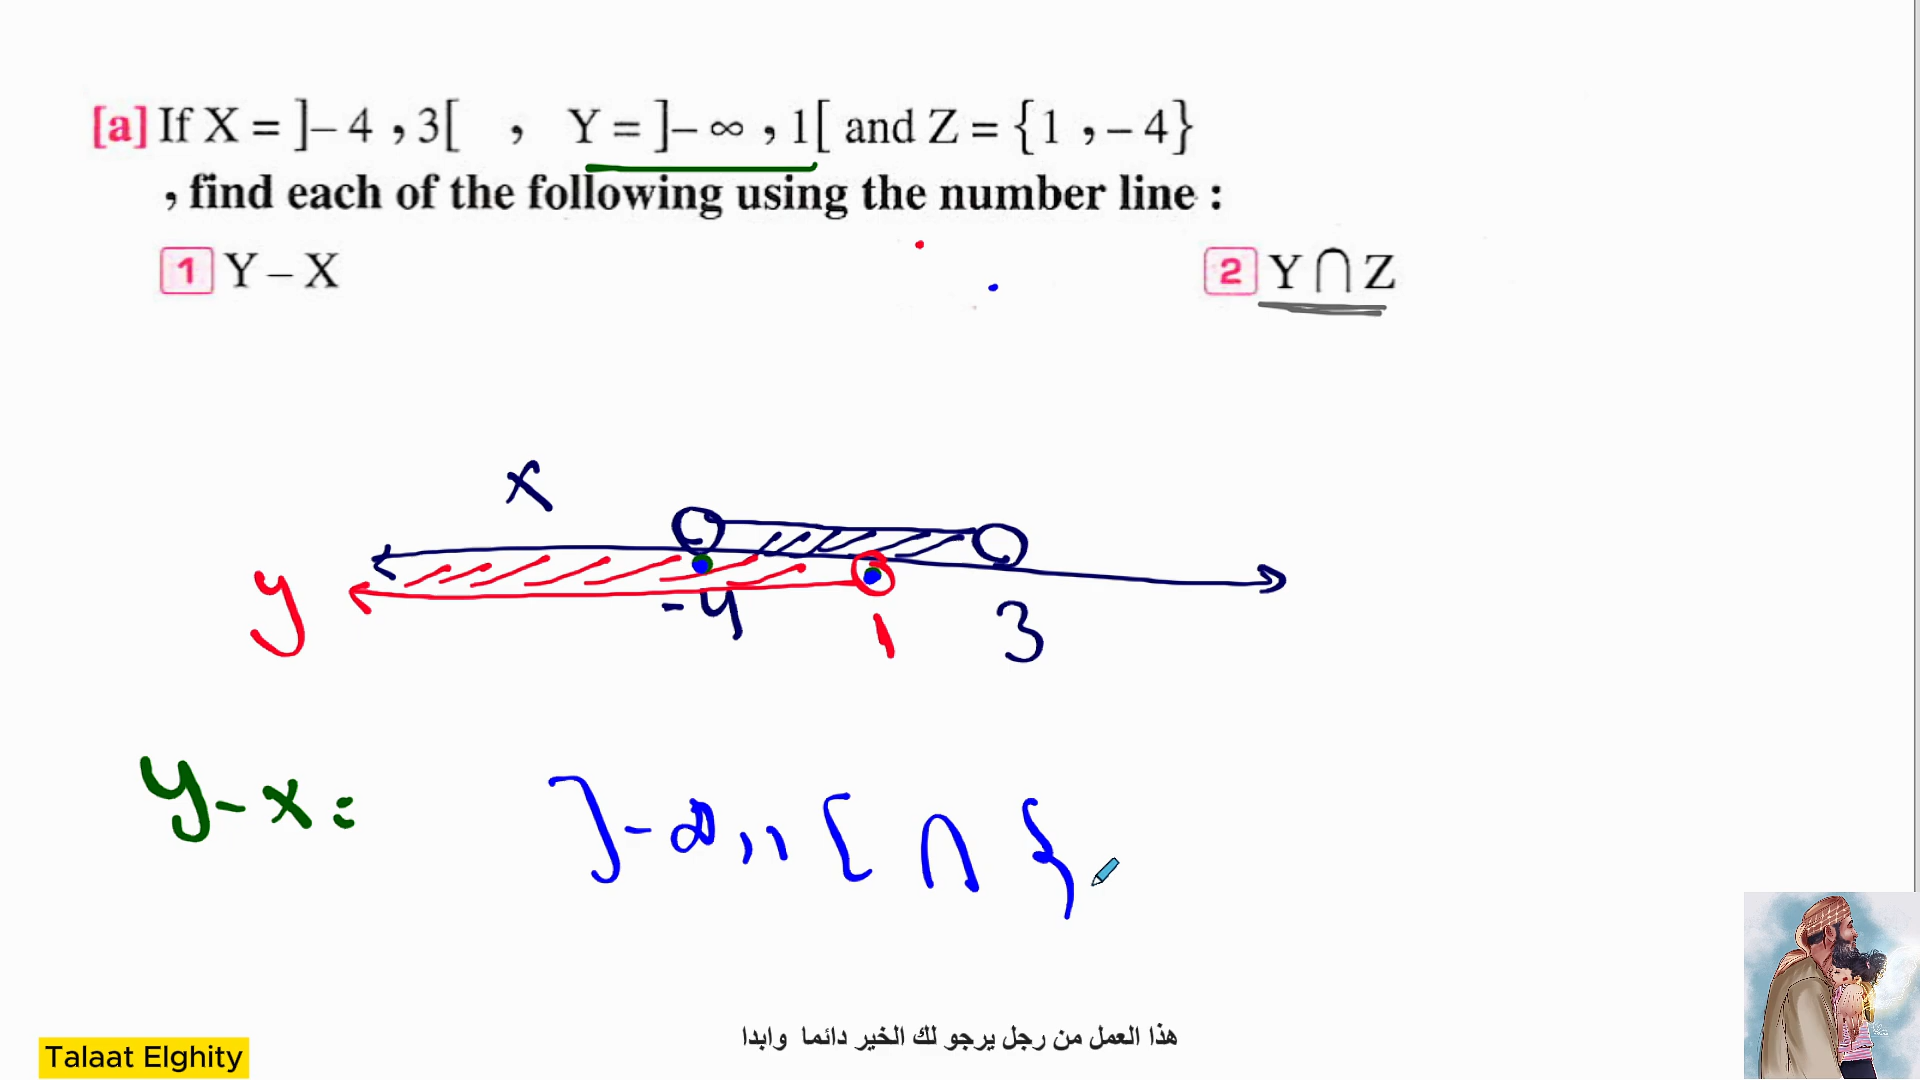 [a] If X = ]– 4 , 3[ , Y = ]– ∞ , 1[ and Z = {1 , – 4}
, find each of the following using the number line :
1 Y – X
2 Y ∩ Z
x
y
-4
1
3
y - x =
]-∞, 1[ ∩ {
هذا العمل من رجل يرجو لك الخير دائما وابدا
Talaat Elghity